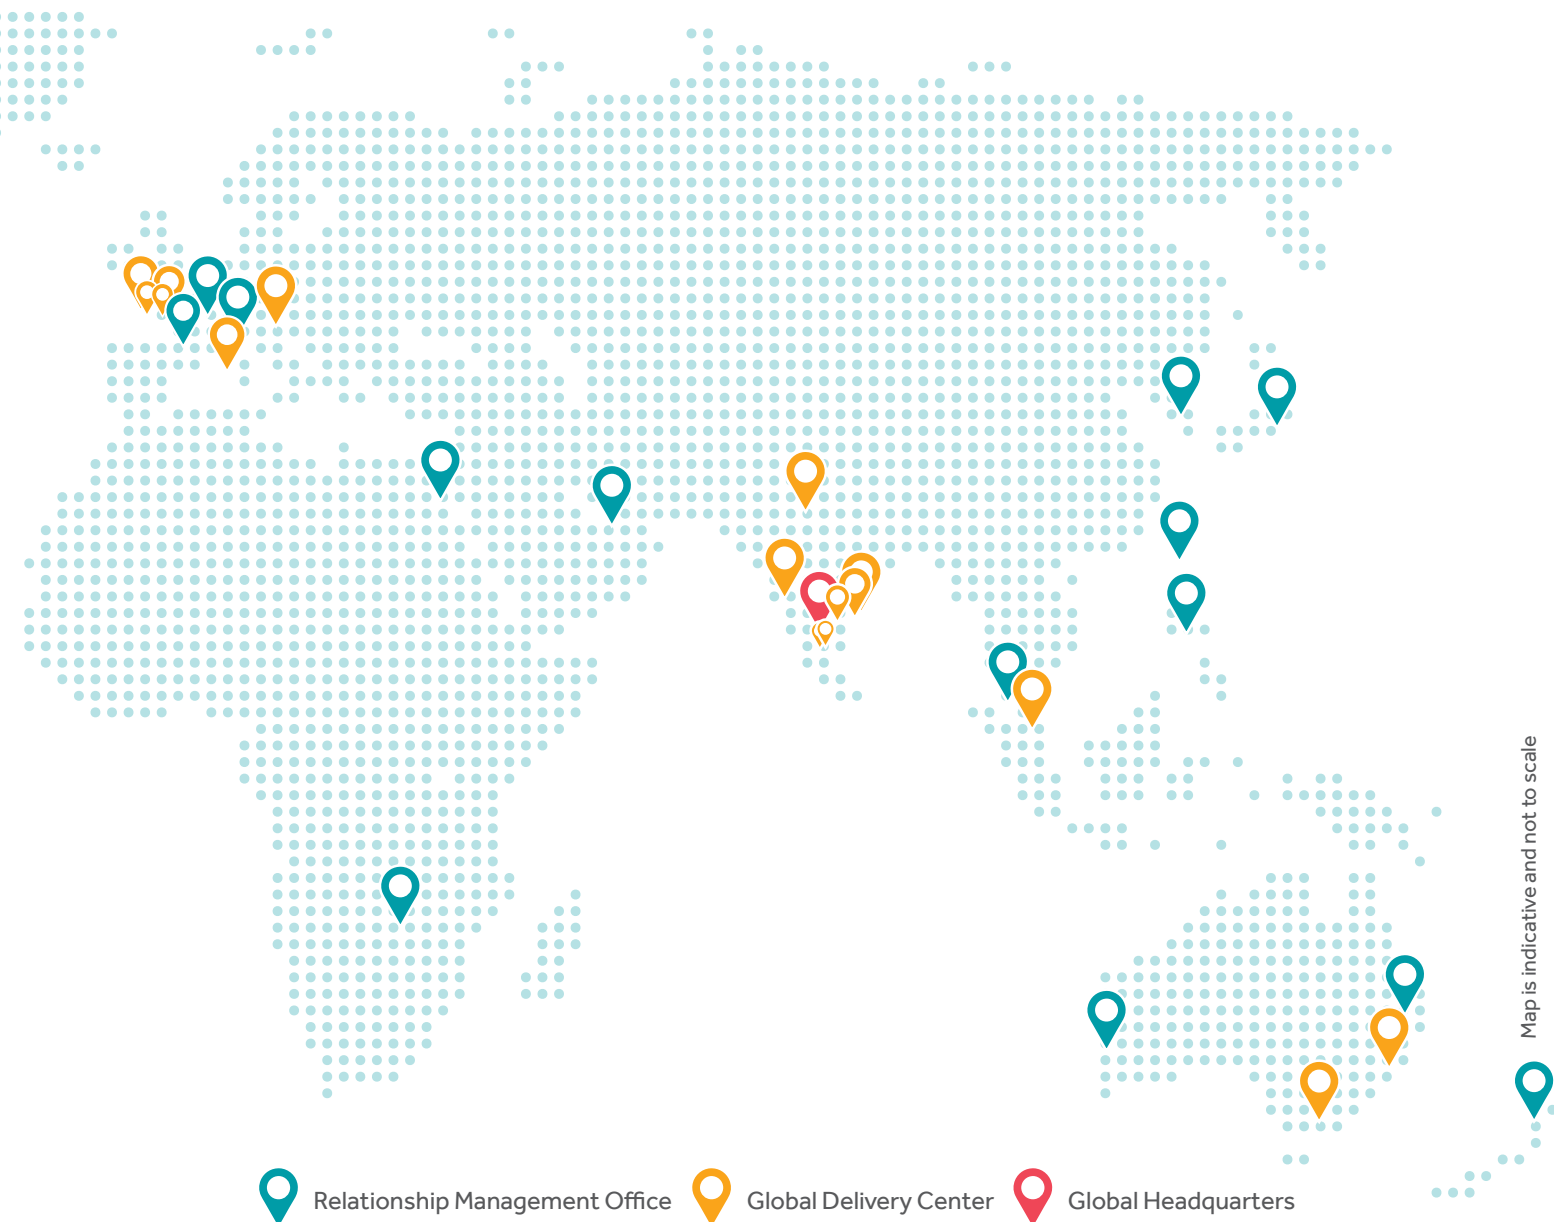 Map is indicative and not to scale
Relationship Management Office
Global Delivery Center
Global Headquarters